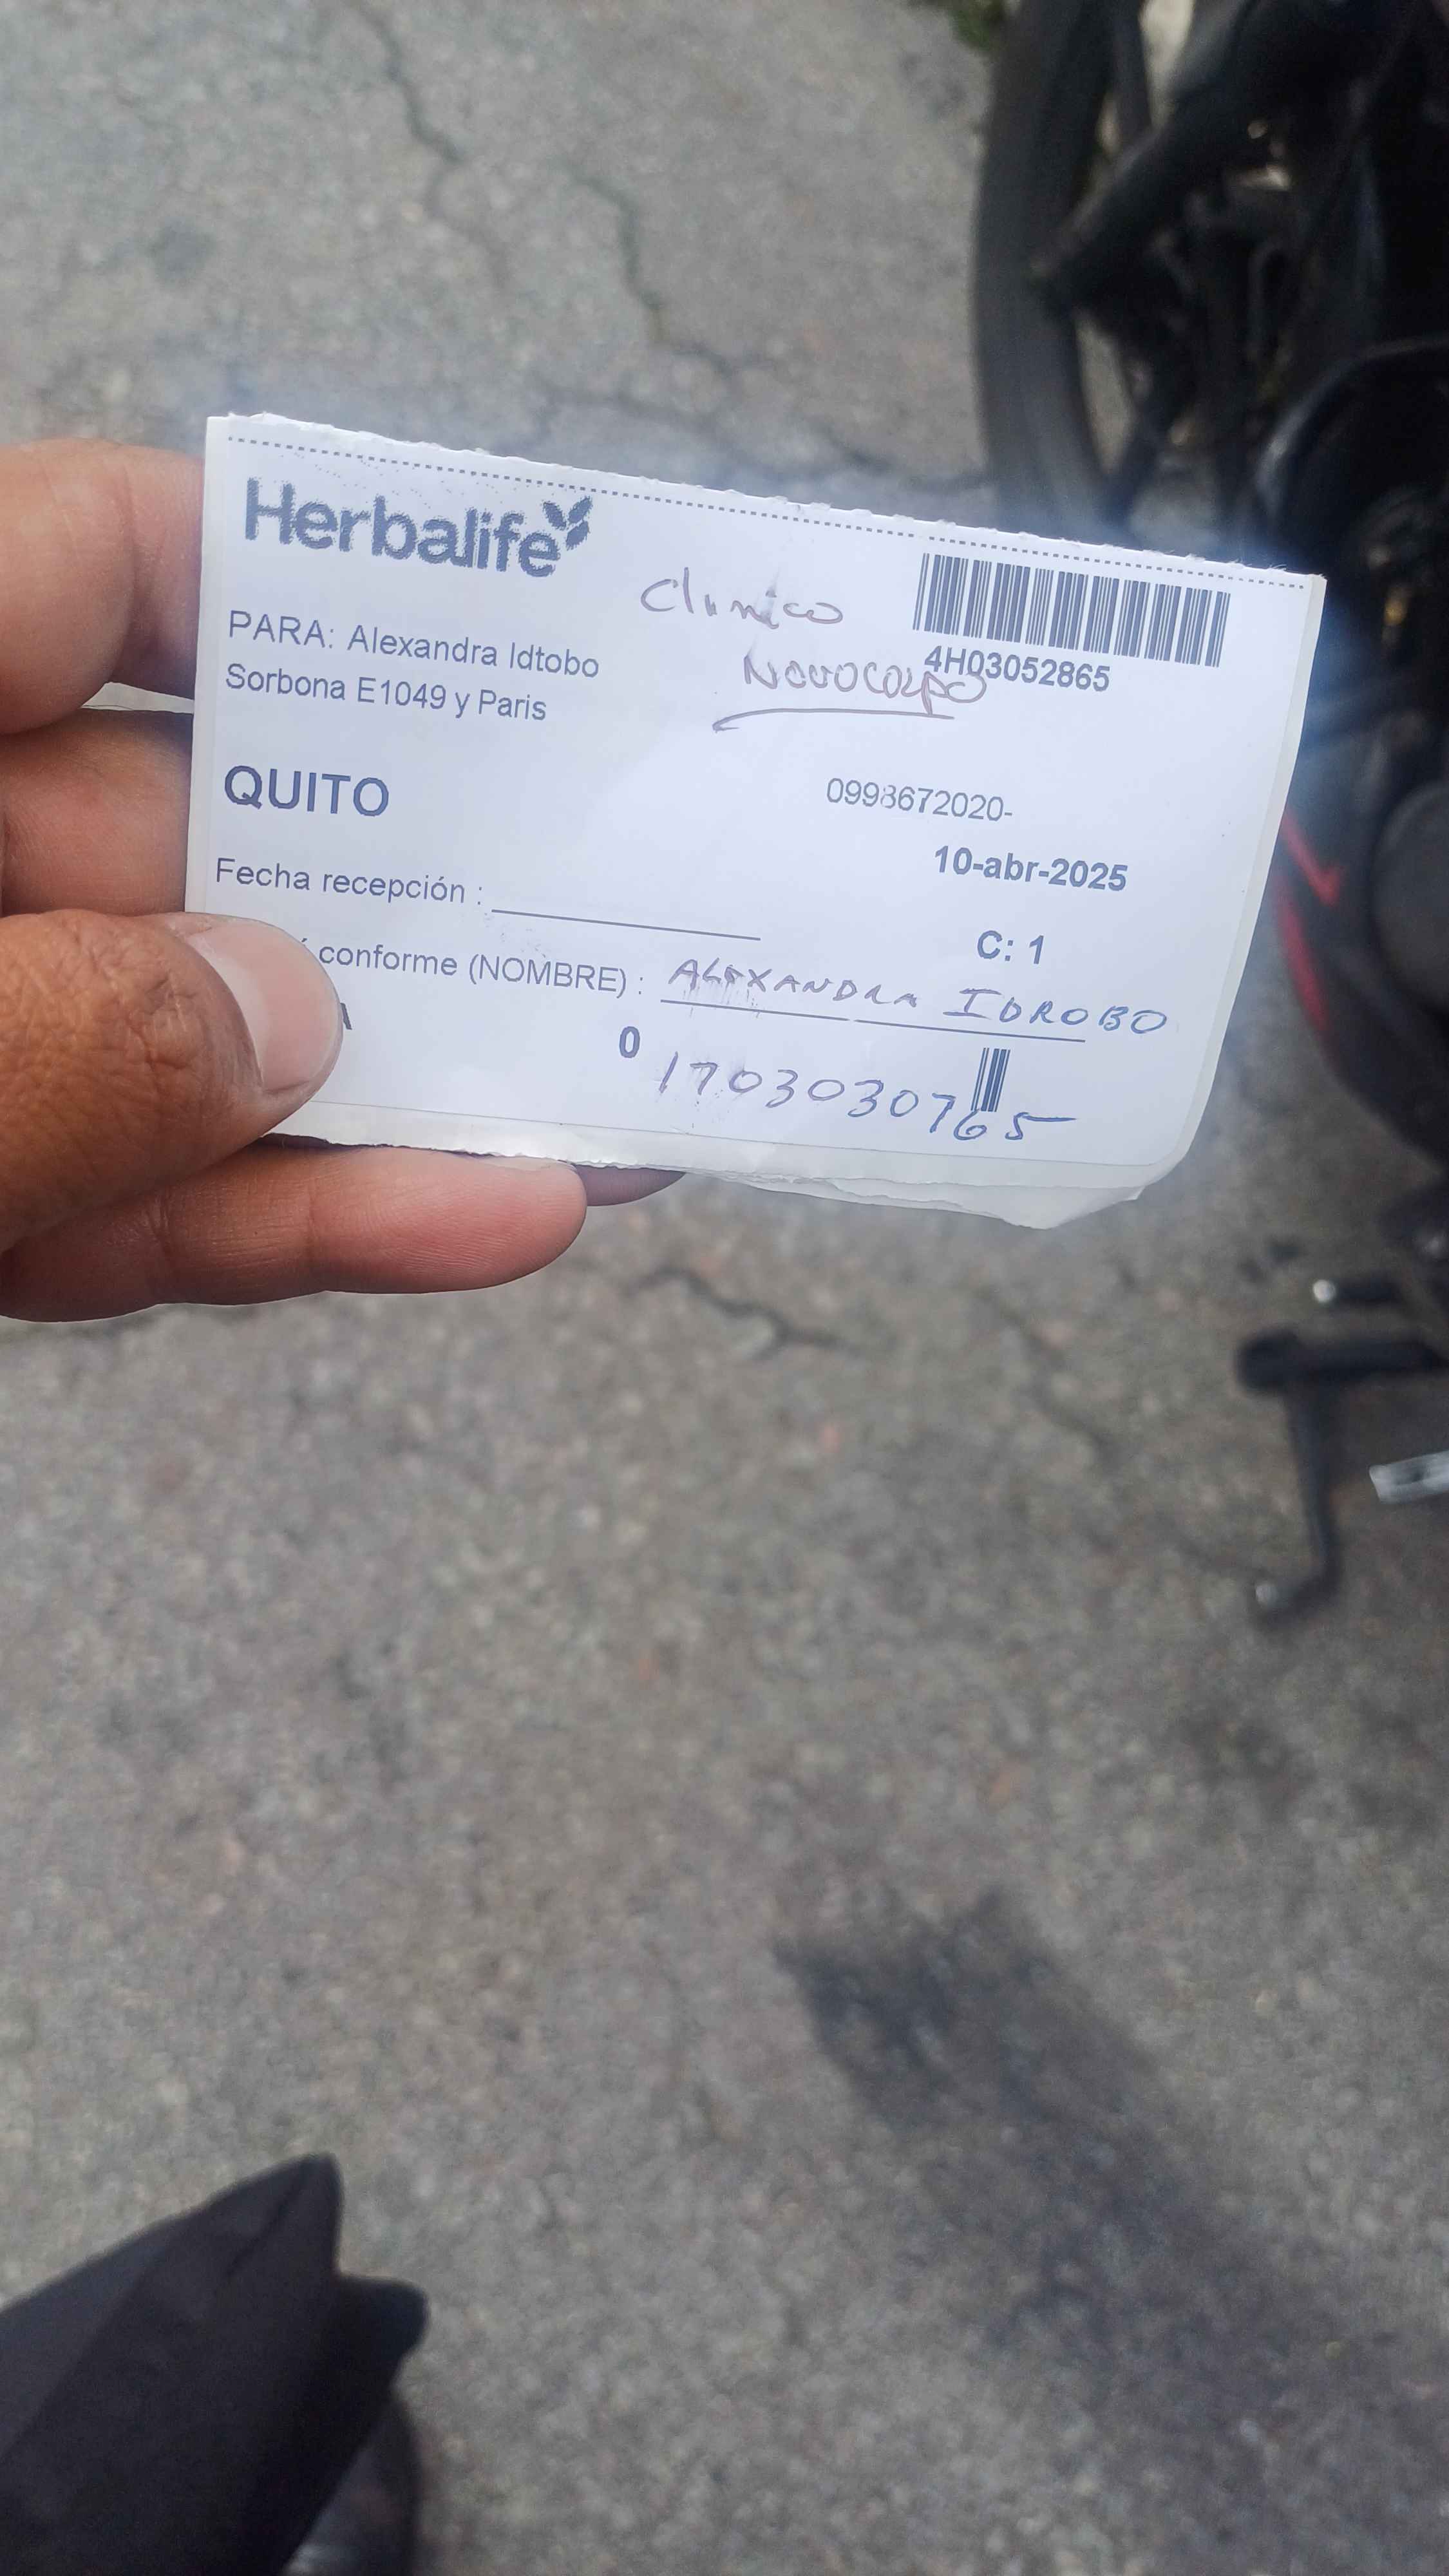 Herbalife
Clinica
NOVOCORPO
4H03052865
PARA: Alexandra Idtobo
Sorbona E1049 y Paris
QUITO
0998672020-
10-abr-2025
Fecha recepción :
C: 1
conforme (NOMBRE) : ALEXANDRA IDROBO
0
1703030765